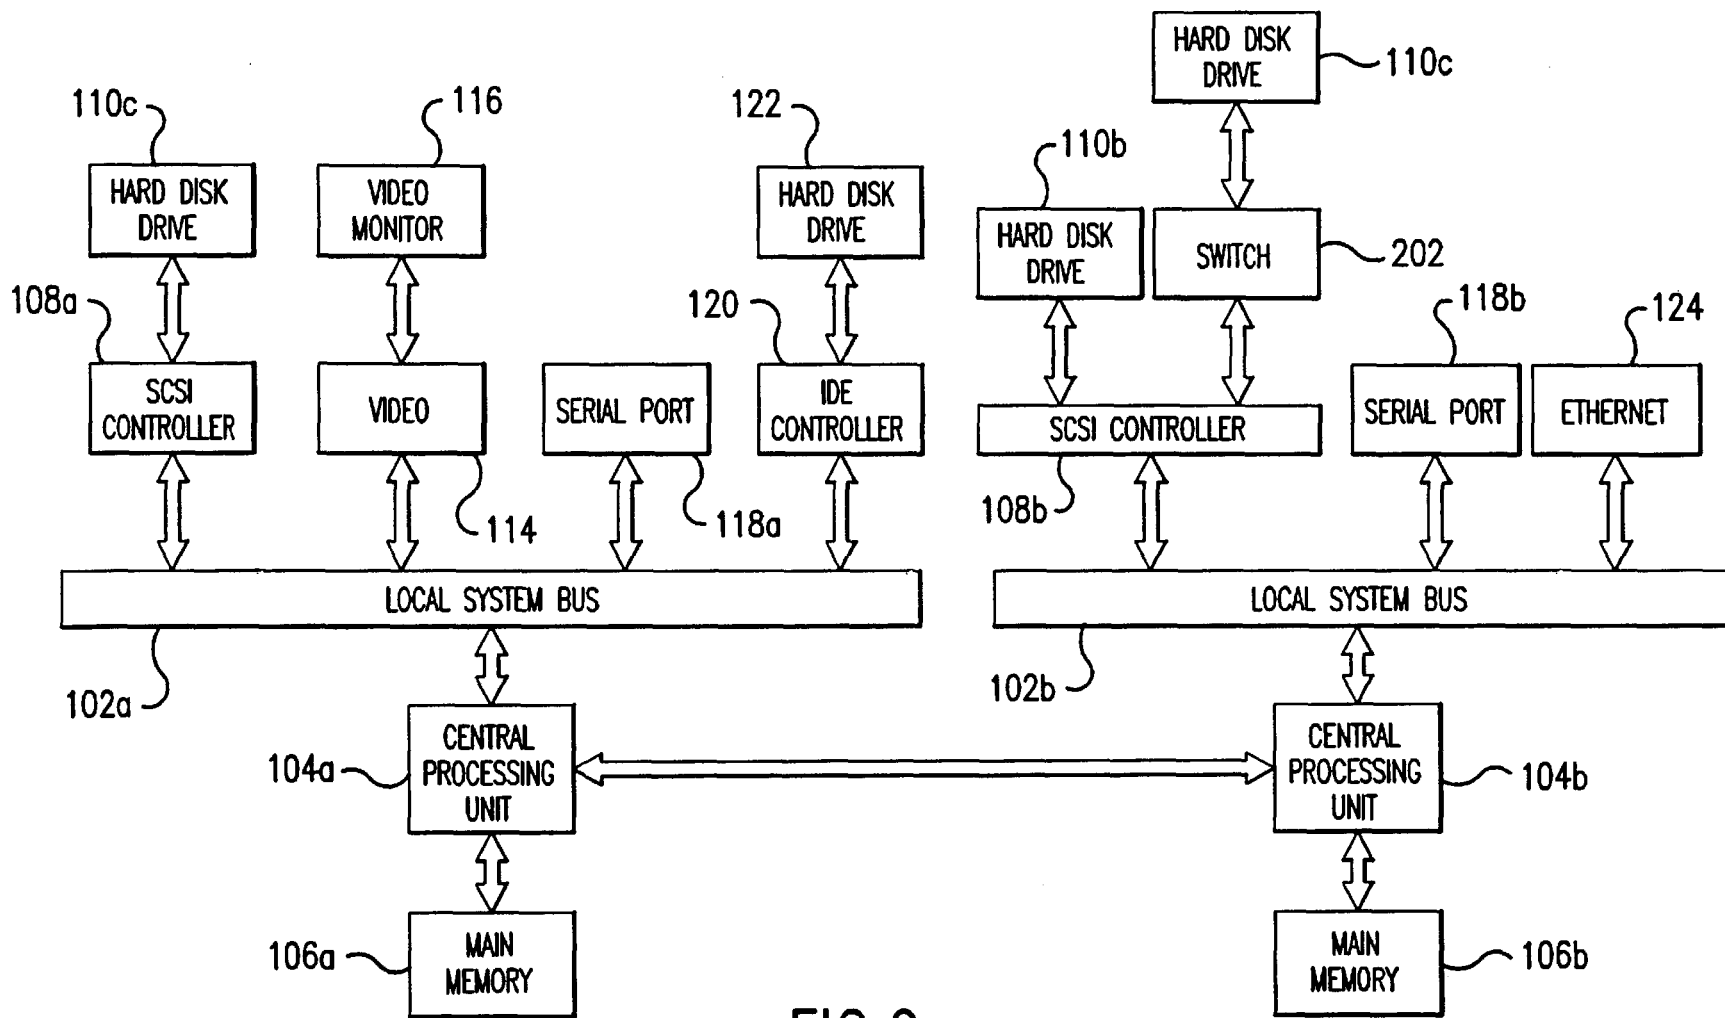 HARD DISK
DRIVE
110c
110c
116
122
110b
HARD DISK
DRIVE
VIDEO
MONITOR
HARD DISK
DRIVE
HARD DISK
DRIVE
SWITCH
202
108a
120
118b
124
SCSI
CONTROLLER
VIDEO
SERIAL PORT
IDE
CONTROLLER
SCSI CONTROLLER
SERIAL PORT
ETHERNET
114
118a
108b
LOCAL SYSTEM BUS
LOCAL SYSTEM BUS
102a
102b
104a
CENTRAL
PROCESSING
UNIT
CENTRAL
PROCESSING
UNIT
104b
106a
MAIN
MEMORY
MAIN
MEMORY
106b